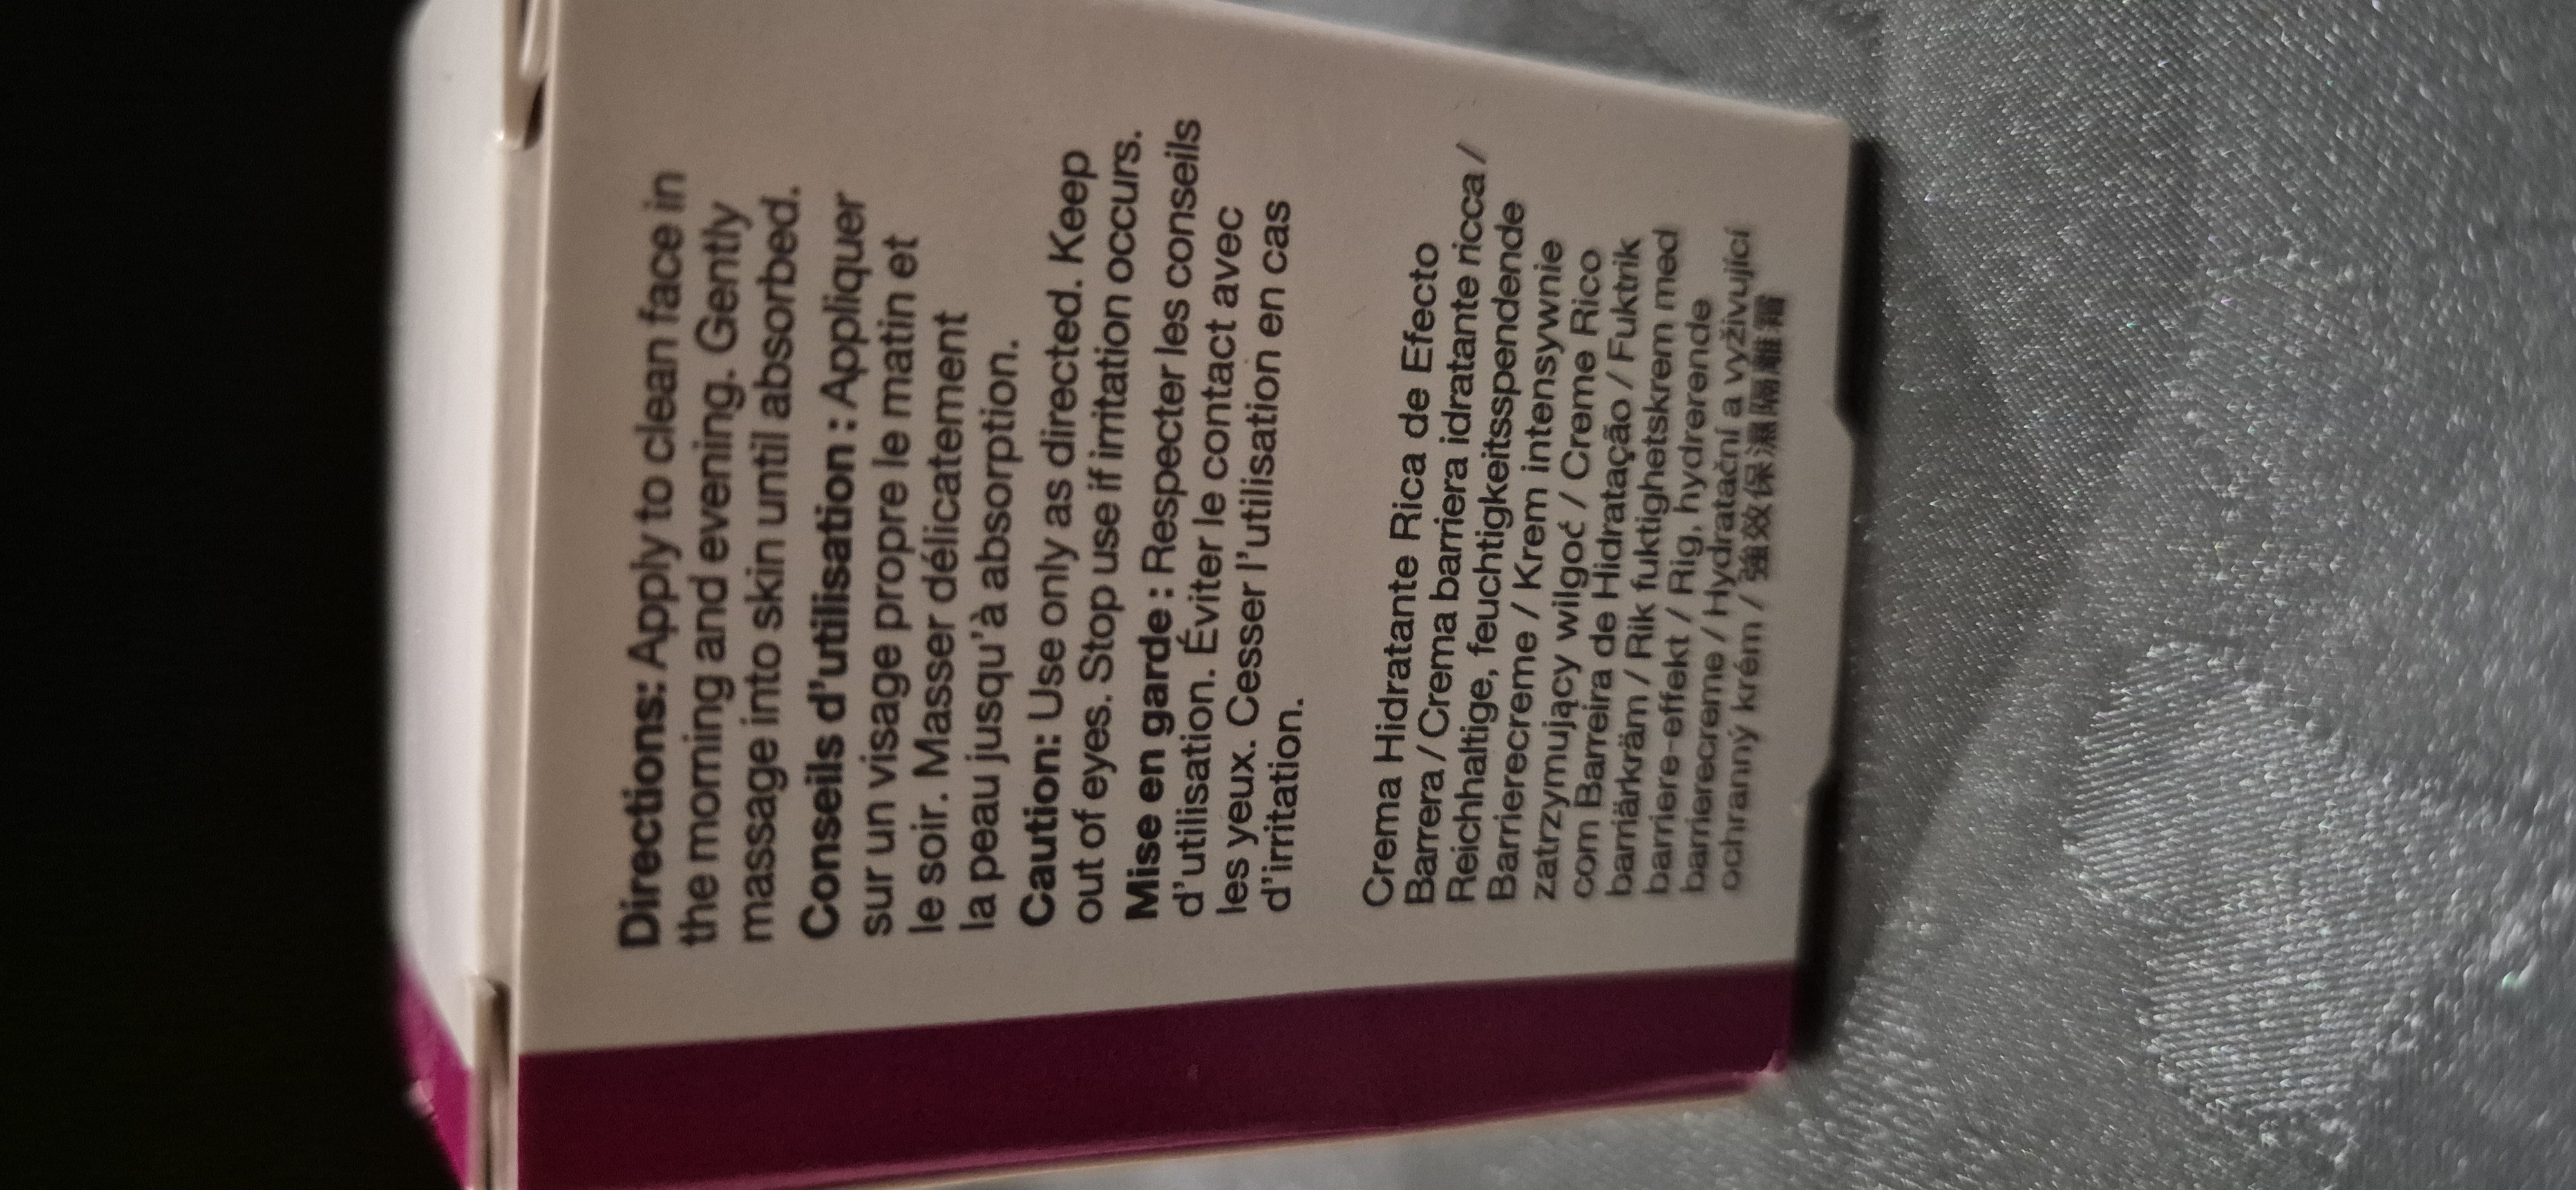 Directions: Apply to clean face in
the morning and evening. Gently
massage into skin until absorbed.
Conseils d'utilisation : Appliquer
sur un visage propre le matin et
le soir. Masser délicatement
la peau jusqu'à absorption.
Caution: Use only as directed. Keep
out of eyes. Stop use if irritation occurs.
Mise en garde : Respecter les conseils
d'utilisation. Éviter le contact avec
les yeux. Cesser l'utilisation en cas
d'irritation.
Crema Hidratante Rica de Efecto
Barrera / Crema barriera idratante ricca /
Reichhaltige, feuchtigkeitsspendende
Barrierecreme / Krem intensywnie
zatrzymujący wilgoć / Creme Rico
com Barreira de Hidratação / Fuktrik
barriärkräm / Rik fuktighetskrem med
barriere-effekt / Rig, hydrerende
barrierecreme / Hydratační a vyživující
ochranný krém / 強效保濕隔離霜